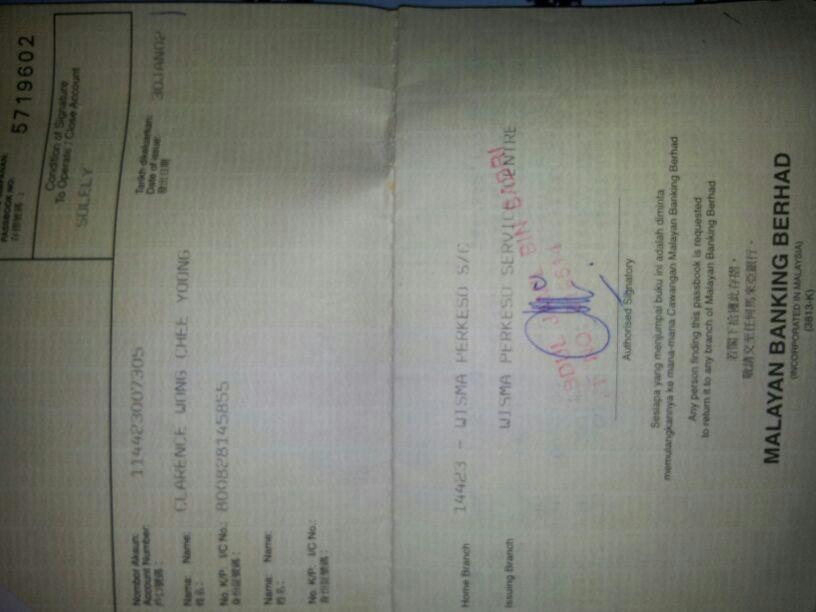 PASSBOOK NO: 5719602
Condition of Signature
To Operate / Close Account
SOLELY
Tarikh dikeluarkan:
Date of issue: 30JAN02
發出日期
Nombor Akaun:
Account Number: 114423007305
戶口號碼：
Nama: Name: CLARENCE WONG CHEE YOUNG
姓名：
No. K/P: I/C No.: 800828145855
身份証號碼：
Nama: Name:
姓名：
No. K/P: I/C No.:
身份証號碼：
Home Branch 14423 - WISMA PERKESO S/C
Issuing Branch WISMA PERKESO SERVICE CENTRE
BIN
Authorised Signatory
Sesiapa yang menjumpai buku ini adalah diminta
memulangkannya ke mana-mana Cawangan Malayan Banking Berhad
Any person finding this passbook is requested
to return it to any branch of Malayan Banking Berhad
若閣下拾獲此存摺，
敬請交至任何馬來亞銀行．
MALAYAN BANKING BERHAD
(INCORPORATED IN MALAYSIA)
(3813-K)